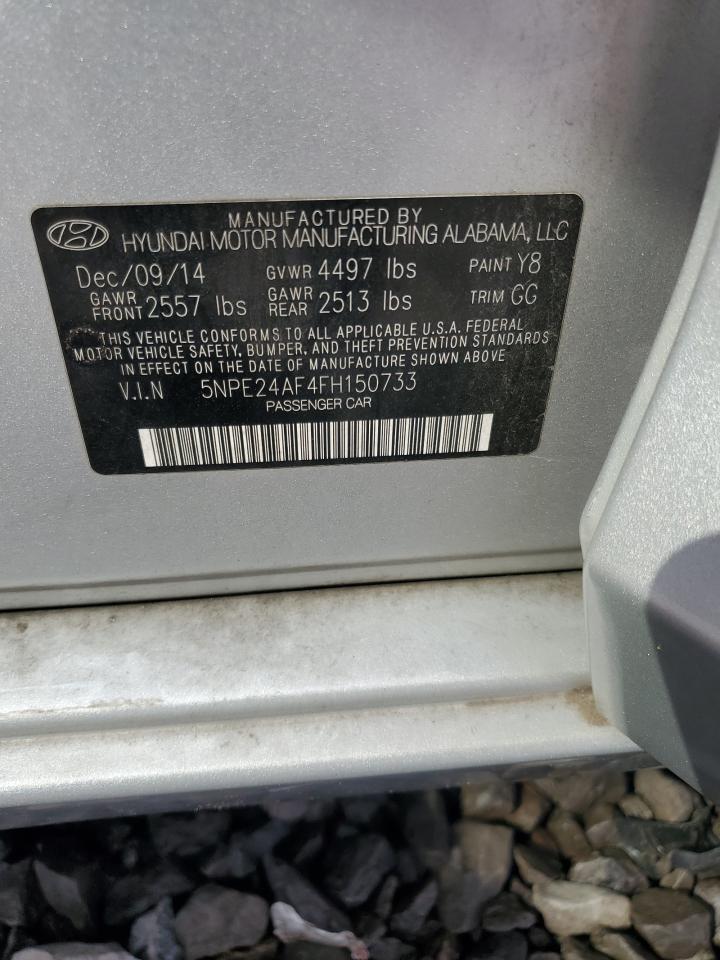 MANUFACTURED BY
HYUNDAI MOTOR MANUFACTURING ALABAMA, LLC
Dec/09/14 GVWR 4497 lbs PAINT Y8
GAWR FRONT 2557 lbs GAWR REAR 2513 lbs TRIM GG
THIS VEHICLE CONFORMS TO ALL APPLICABLE U.S.A. FEDERAL
MOTOR VEHICLE SAFETY, BUMPER, AND THEFT PREVENTION STANDARDS
IN EFFECT ON THE DATE OF MANUFACTURE SHOWN ABOVE
V.I.N 5NPE24AF4FH150733
PASSENGER CAR